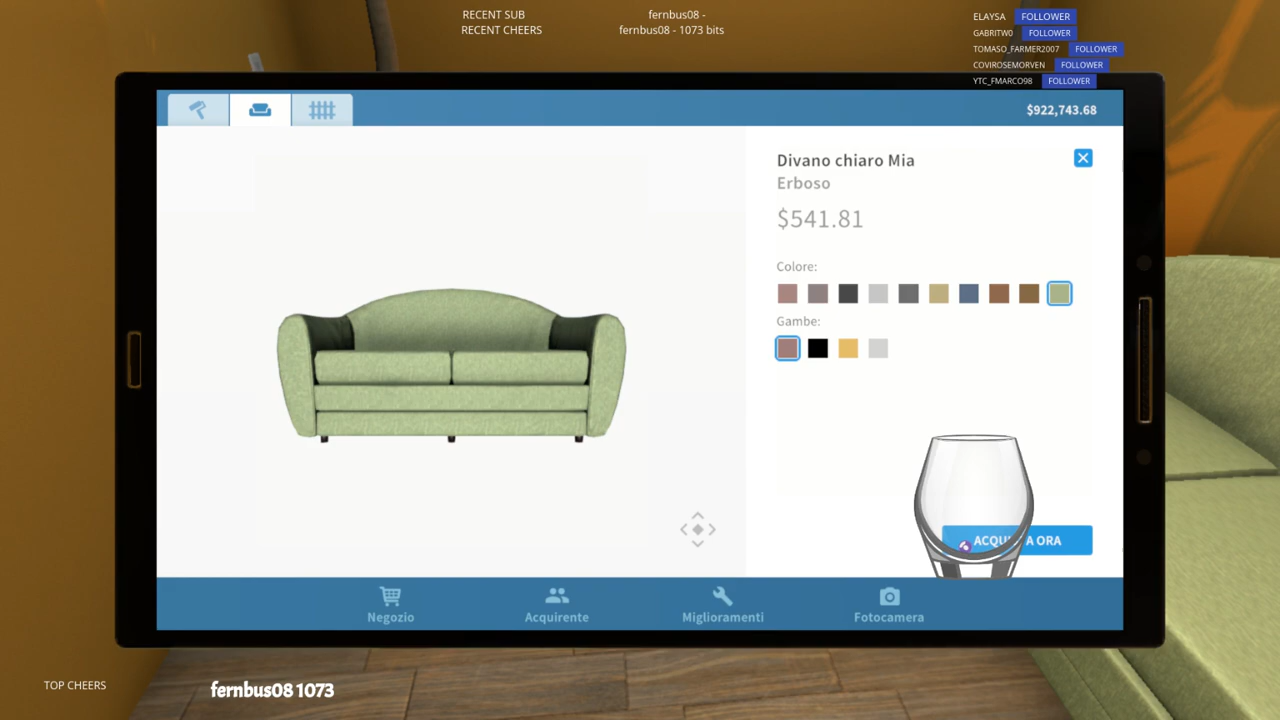 RECENT SUB
fernbus08 -
RECENT CHEERS
fernbus08 - 1073 bits
ELAYSA FOLLOWER
GABRITW0 FOLLOWER
TOMASO_FARMER2007 FOLLOWER
COVIROSEMORVEN FOLLOWER
YTC_FMARCO98 FOLLOWER
$922,743.68
Divano chiaro Mia
Erboso
$541.81
Colore:
Gambe:
ORA
Negozio
Acquirente
Miglioramenti
Fotocamera
TOP CHEERS
fernbus08 1073